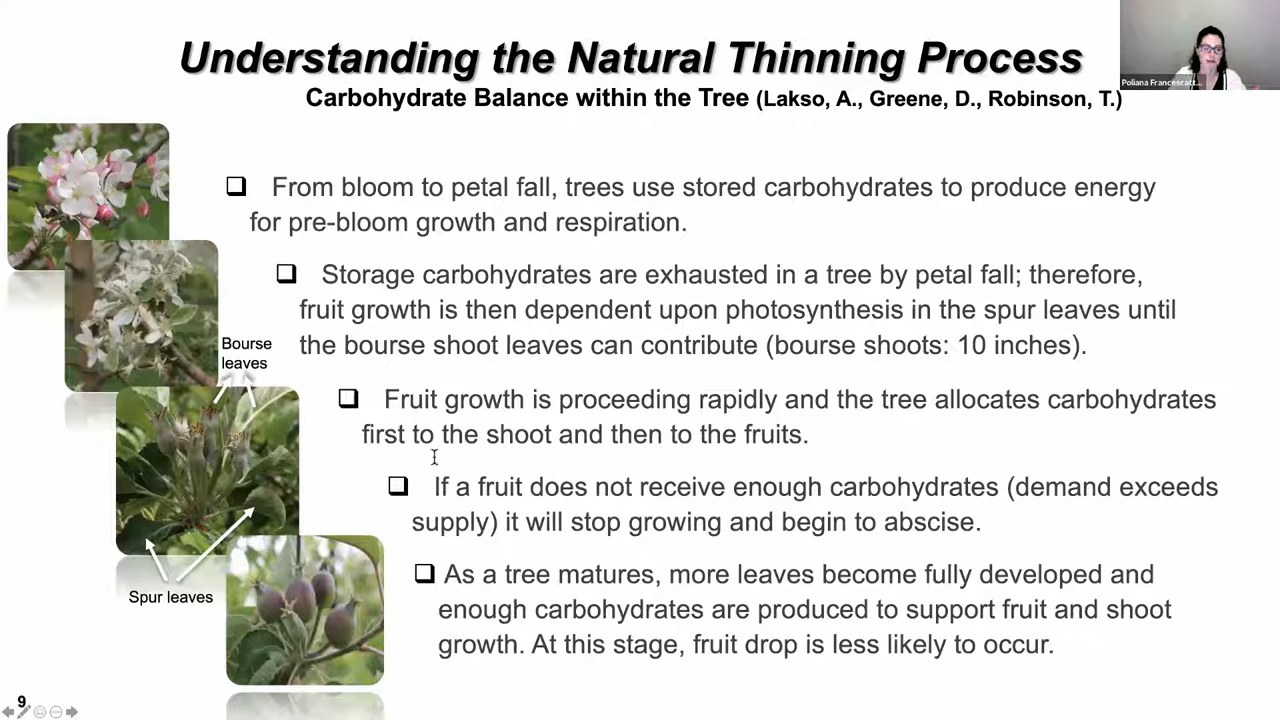 Understanding the Natural Thinning Process
Carbohydrate Balance within the Tree (Lakso, A., Greene, D., Robinson, T.)
Poliana Francescatt...
From bloom to petal fall, trees use stored carbohydrates to produce energy
for pre-bloom growth and respiration.
Storage carbohydrates are exhausted in a tree by petal fall; therefore,
fruit growth is then dependent upon photosynthesis in the spur leaves until
the bourse shoot leaves can contribute (bourse shoots: 10 inches).
Bourse
leaves
Fruit growth is proceeding rapidly and the tree allocates carbohydrates
first to the shoot and then to the fruits.
If a fruit does not receive enough carbohydrates (demand exceeds
supply) it will stop growing and begin to abscise.
Spur leaves
As a tree matures, more leaves become fully developed and
enough carbohydrates are produced to support fruit and shoot
growth. At this stage, fruit drop is less likely to occur.
9